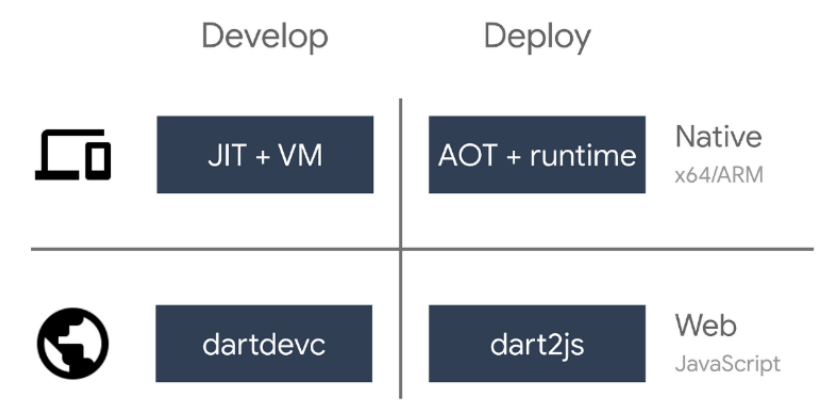 Develop
Deploy
JIT + VM
AOT + runtime
Native
x64/ARM
dartdevc
dart2js
Web
JavaScript